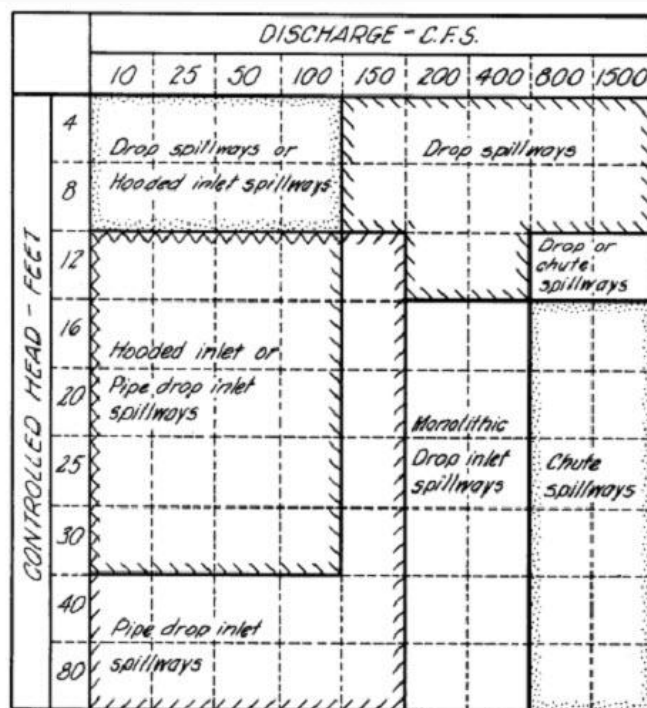 DISCHARGE - C.F.S.
10 25 50 100 150 200 400 800 1500
CONTROLLED HEAD - FEET
4
8
12
16
20
25
30
40
80
Drop spillways or
Hooded inlet spillways
Drop spillways
Drop or
chute
spillways
Hooded inlet or
Pipe drop inlet
spillways
Monolithic
Drop inlet
spillways
Chute
spillways
Pipe drop inlet
spillways